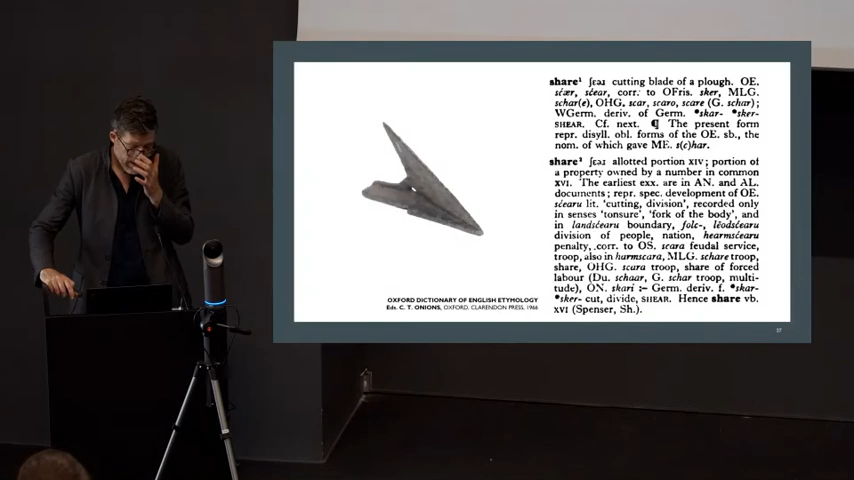 share¹ ʃɛəɹ cutting blade of a plough. OE.
sċær, sċear, corr. to OFris. sker, MLG.
schar(e), OHG. scar, scaro, scare (G. schar);
WGerm. deriv. of Germ. *skar- *sker-
SHEAR. Cf. next. ¶ The present form
repr. disyll. obl. forms of the OE. sb., the
nom. of which gave ME. s(c)har.
share² ʃɛəɹ allotted portion XIV; portion of
a property owned by a number in common
XVI. The earliest exx. are in AN. and AL.
documents; repr. spec. development of OE.
sċearu lit. ‘cutting, division’, recorded only
in senses ‘tonsure’, ‘fork of the body’, and
in landsċearu boundary, folc-, lēodsċearu
division of people, nation, hearmsċearu
penalty, corr. to OS. scara feudal service,
troop, also in harmscara, MLG. schare troop,
share, OHG. scara troop, share of forced
labour (Du. schaar, G. schar troop, multi-
tude), ON. skari :– Germ. deriv. f. *skar-
*sker- cut, divide, SHEAR. Hence share vb.
XVI (Spenser, Sh.).
OXFORD DICTIONARY OF ENGLISH ETYMOLOGY
Eds. C. T. ONIONS, OXFORD, CLARENDON PRESS, 1966
37